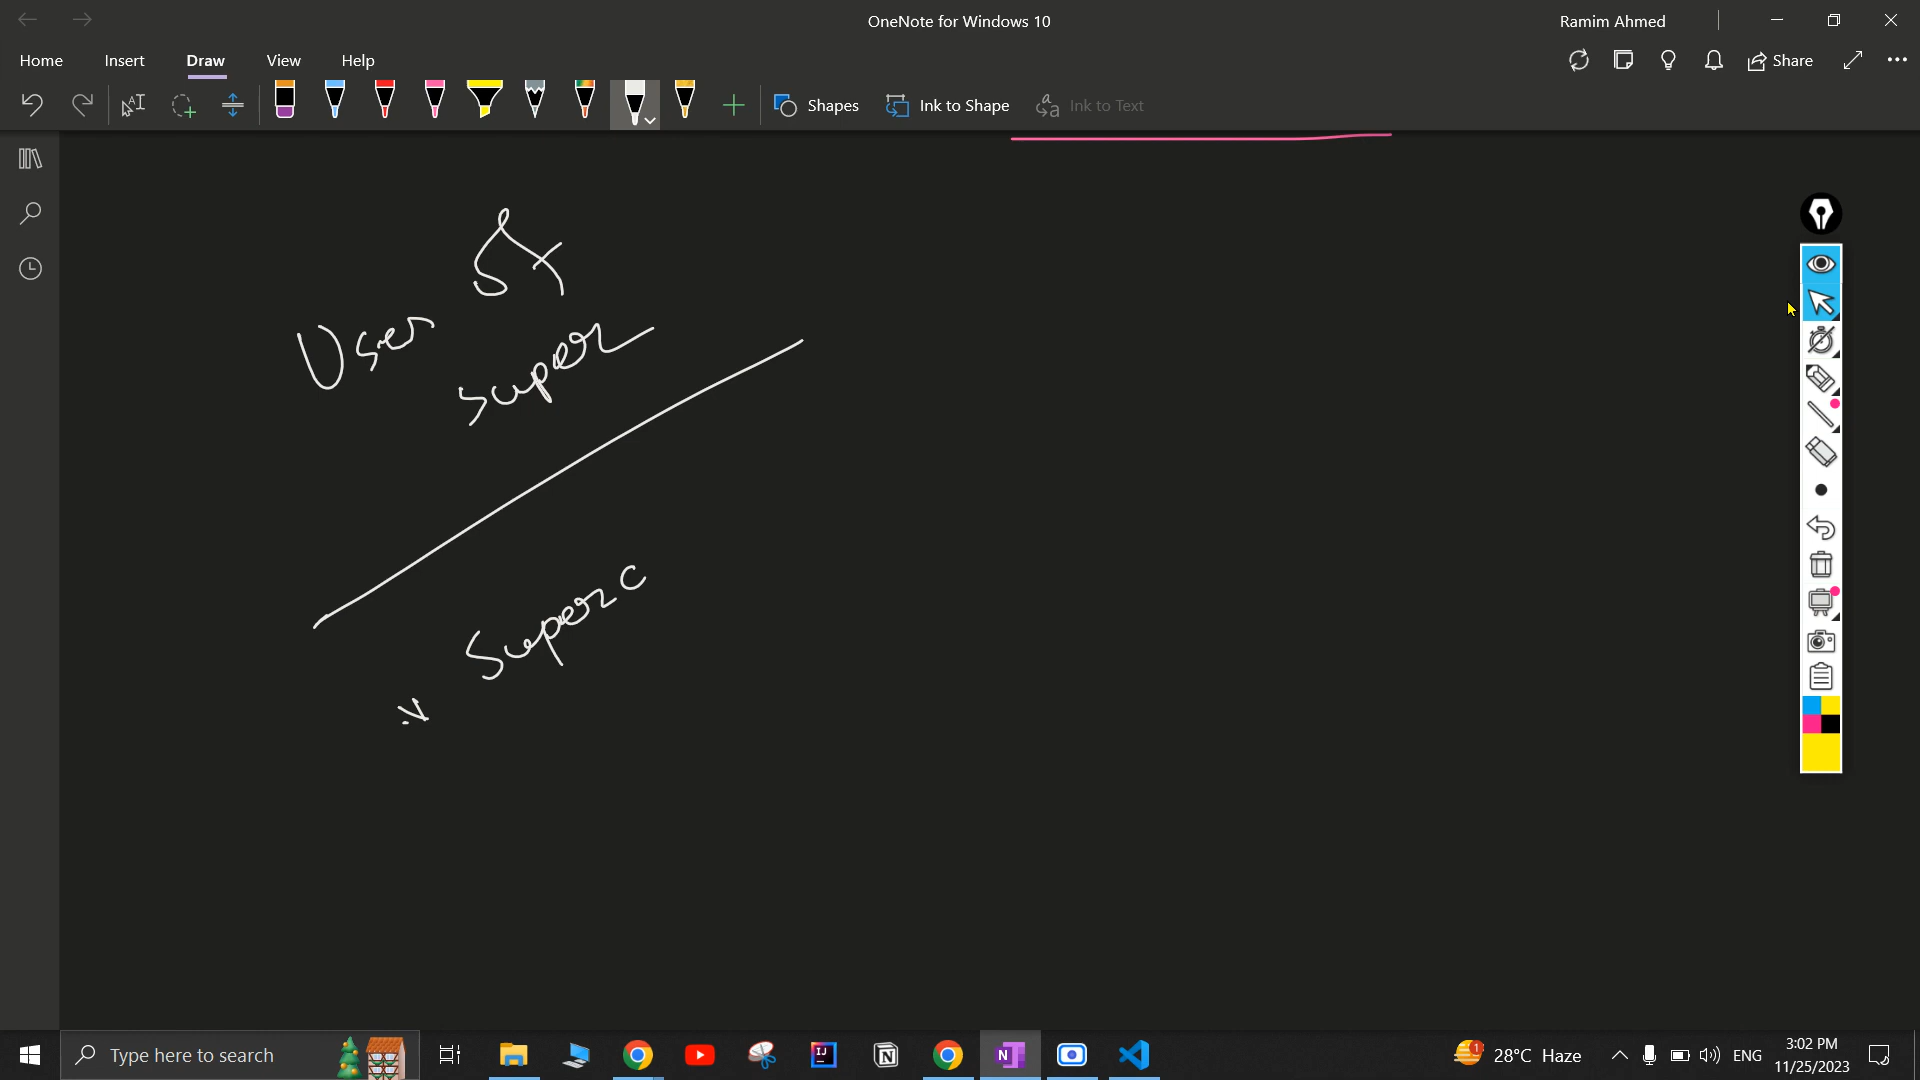 OneNote for Windows 10
Ramim Ahmed
Home Insert Draw View Help
Share
Shapes Ink to Shape Ink to Text
User
super
Super c
Type here to search
28°C Haze
ENG
3:02 PM
11/25/2023